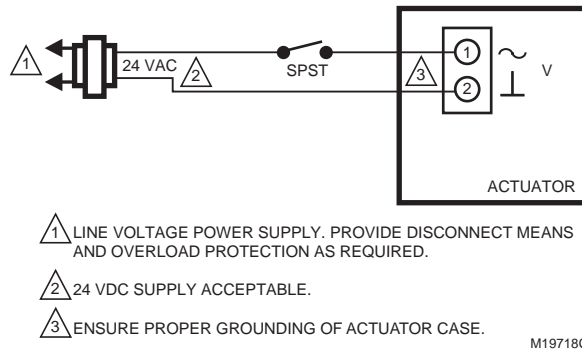 1
24 VAC
2
SPST
3
1
2
V
ACTUATOR
1 LINE VOLTAGE POWER SUPPLY. PROVIDE DISCONNECT MEANS
AND OVERLOAD PROTECTION AS REQUIRED.
2 24 VDC SUPPLY ACCEPTABLE.
3 ENSURE PROPER GROUNDING OF ACTUATOR CASE.